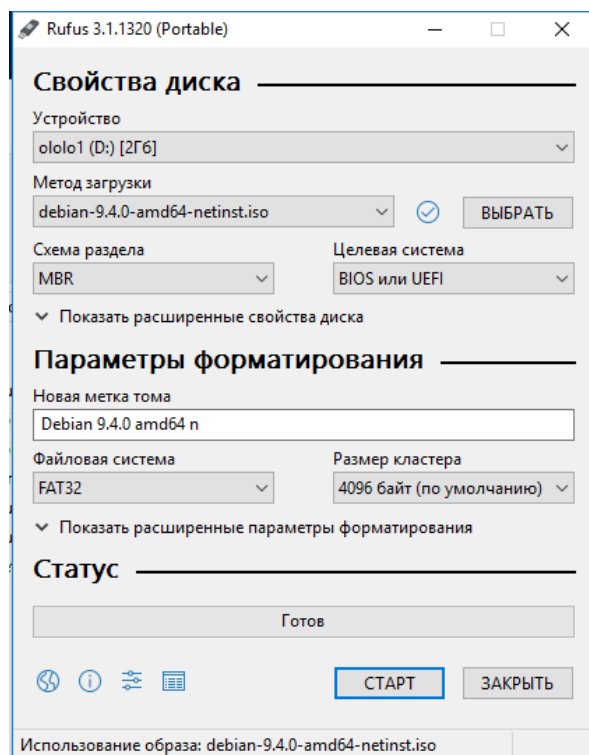 Rufus 3.1.1320 (Portable)
Свойства диска
Устройство
ololo1 (D:) [2Гб]
Метод загрузки
debian-9.4.0-amd64-netinst.iso
ВЫБРАТЬ
Схема раздела
Целевая система
MBR
BIOS или UEFI
Показать расширенные свойства диска
Параметры форматирования
Новая метка тома
Debian 9.4.0 amd64 n
Файловая система
Размер кластера
FAT32
4096 байт (по умолчанию)
Показать расширенные параметры форматирования
Статус
Готов
СТАРТ
ЗАКРЫТЬ
Использование образа: debian-9.4.0-amd64-netinst.iso